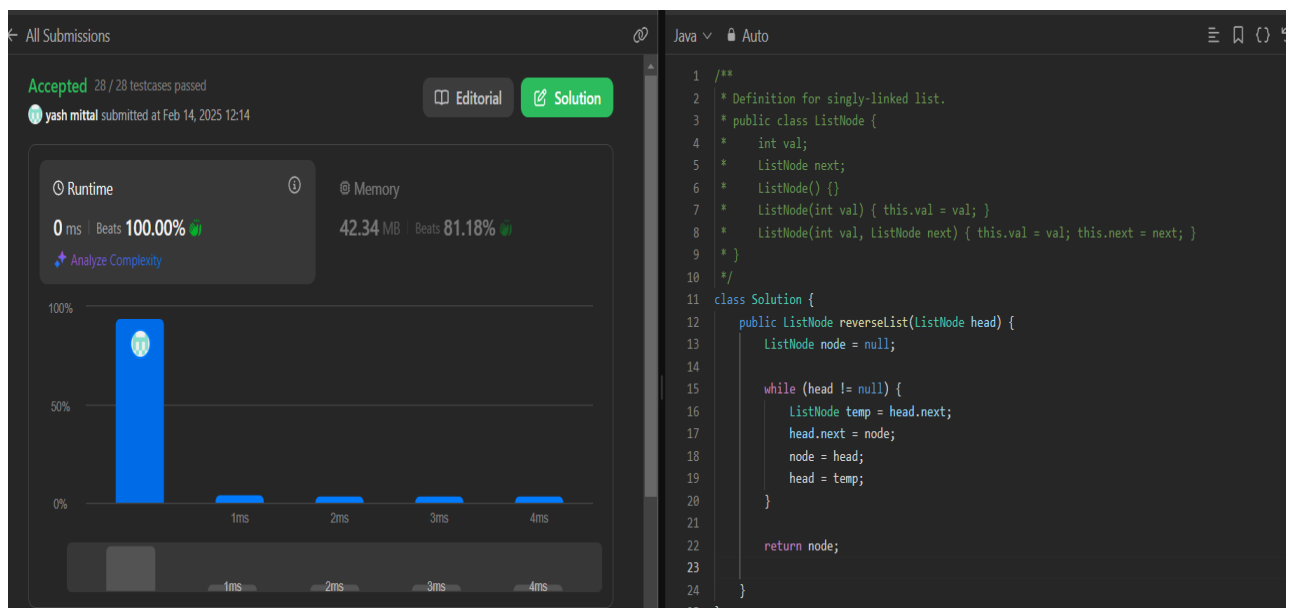 All Submissions
Accepted 28 / 28 testcases passed
yash mittal submitted at Feb 14, 2025 12:14
Editorial
Solution
Runtime
0 ms | Beats 100.00%
Analyze Complexity
Memory
42.34 MB | Beats 81.18%
100%
50%
0%
1ms 2ms 3ms 4ms
1ms 2ms 3ms 4ms
Java Auto
1 /**
2 * Definition for singly-linked list.
3 * public class ListNode {
4 *     int val;
5 *     ListNode next;
6 *     ListNode() {}
7 *     ListNode(int val) { this.val = val; }
8 *     ListNode(int val, ListNode next) { this.val = val; this.next = next; }
9 * }
10 */
11 class Solution {
12     public ListNode reverseList(ListNode head) {
13         ListNode node = null;
14
15         while (head != null) {
16             ListNode temp = head.next;
17             head.next = node;
18             node = head;
19             head = temp;
20         }
21
22         return node;
23
24     }